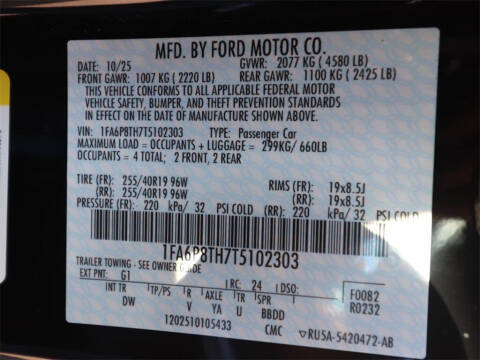 MFD. BY FORD MOTOR CO.
DATE: 10/25 GVWR: 2077 KG ( 4580 LB)
FRONT GAWR: 1007 KG ( 2220 LB) REAR GAWR: 1100 KG ( 2425 LB)
THIS VEHICLE CONFORMS TO ALL APPLICABLE FEDERAL MOTOR
VEHICLE SAFETY, BUMPER, AND THEFT PREVENTION STANDARDS
IN EFFECT ON THE DATE OF MANUFACTURE SHOWN ABOVE.
VIN: 1FA6P8TH7T5102303 TYPE: Passenger Car
MAXIMUM LOAD = OCCUPANTS + LUGGAGE = 299KG/ 660LB
OCCUPANTS = 4 TOTAL; 2 FRONT, 2 REAR
TIRE (FR): 255/40R19 96W RIMS (FR): 19x8.5J
(RR): 255/40R19 96W (RR): 19x8.5J
PRESSURE (FR): 220 kPa/ 32 PSI COLD (RR): 220 kPa/ 32 PSI COLD
1FA6P8TH7T5102303
TRAILER TOWING - SEE OWNER GUIDE
EXT PNT: G1 RC: 24 DSO: F0082
INT TR TP/PS R AXLE TR SPR R0232
DW V U BBDD
1202510105433 CMC ▽RU5A-5420472-AB